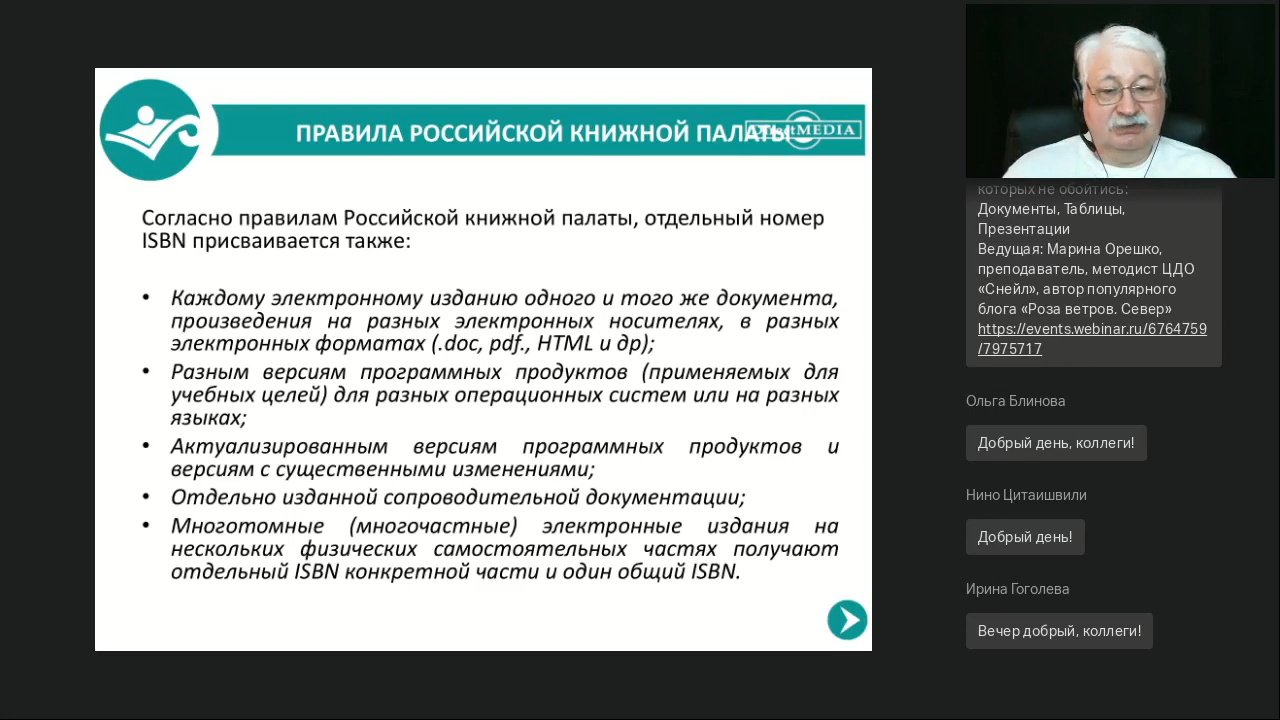 ПРАВИЛА РОССИЙСКОЙ КНИЖНОЙ ПАЛАТЫ
MEDIA
Согласно правилам Российской книжной палаты, отдельный номер
ISBN присваивается также:
• Каждому электронному изданию одного и того же документа,
произведения на разных электронных носителях, в разных
электронных форматах (.doc, pdf., HTML и др);
• Разным версиям программных продуктов (применяемых для
учебных целей) для разных операционных систем или на разных
языках;
• Актуализированным версиям программных продуктов и
версиям с существенными изменениями;
• Отдельно изданной сопроводительной документации;
• Многотомные (многочастные) электронные издания на
нескольких физических самостоятельных частях получают
отдельный ISBN конкретной части и один общий ISBN.
которых не обойтись:
Документы, Таблицы,
Презентации
Ведущая: Марина Орешко,
преподаватель, методист ЦДО
«Снейл», автор популярного
блога «Роза ветров. Север»
https://events.webinar.ru/6764759
/7975717
Ольга Блинова
Добрый день, коллеги!
Нино Цитаишвили
Добрый день!
Ирина Гоголева
Вечер добрый, коллеги!